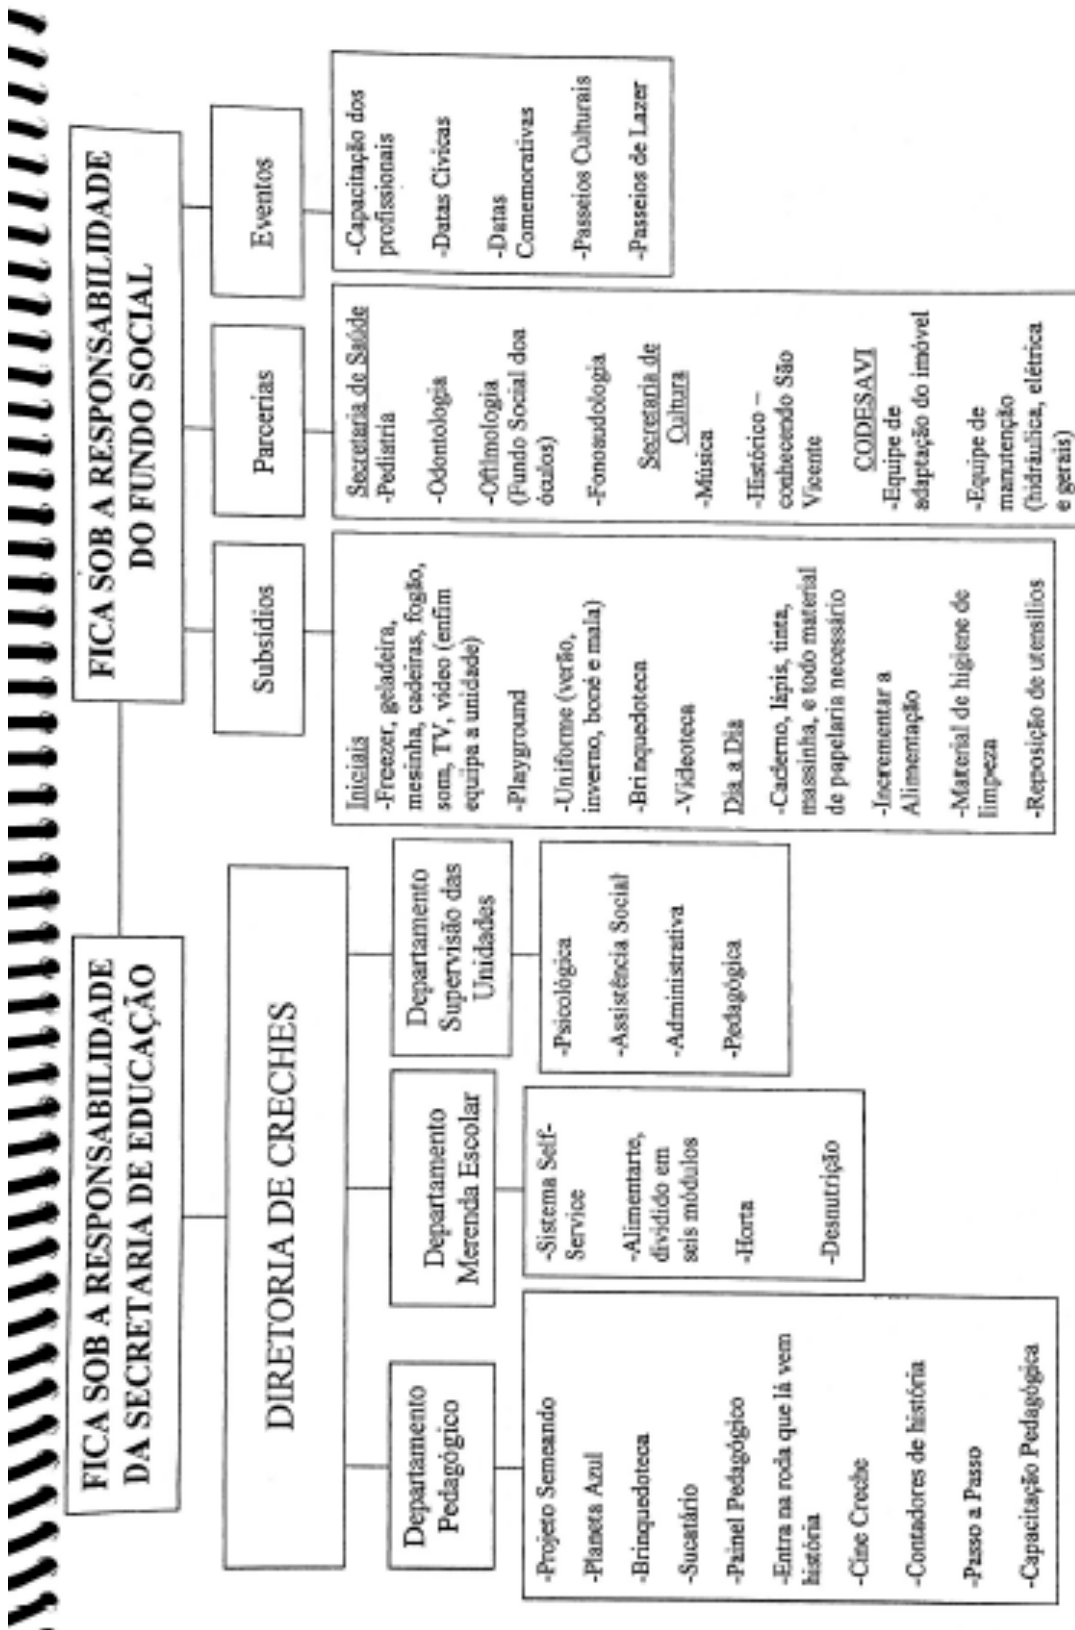 FICA SOB A RESPONSABILIDADE
DA SECRETARIA DE EDUCAÇÃO
DIRETORIA DE CRECHES
Departamento
Pedagógico
-Projeto Semeando
-Planeta Azul
-Brinquedoteca
-Sucatário
-Painel Pedagógico
-Entra na roda que lá vem
história
-Cine Creche
-Contadores de história
-Passo a Passo
-Capacitação Pedagógica
Departamento
Merenda Escolar
-Sistema Self-
Service
-Alimentarte,
dividido em
seis módulos
-Horta
-Desnutrição
Departamento
Supervisão das
Unidades
-Psicológica
-Assistência Social
-Administrativa
-Pedagógica
FICA SOB A RESPONSABILIDADE
DO FUNDO SOCIAL
Subsídios
Iniciais
-Freezer, geladeira,
mesinha, cadeiras, fogão,
som, TV, vídeo (enfim
equipa a unidade)
-Playground
-Uniforme (verão,
inverno, boné e mala)
-Brinquedoteca
-Videoteca
Dia a Dia
-Caderno, lápis, tinta,
massinha, e todo material
de papelaria necessário
-Incrementar a
Alimentação
-Material de higiene de
limpeza
-Reposição de utensílios
Parcerias
Secretaria de Saúde
-Pediatria
-Odontologia
-Oftlmologia
(Fundo Social doa
óculos)
-Fonoaudologia
Secretaria de
Cultura
-Música
-Histórico –
conhecendo São
Vicente
CODESAVI
-Equipe de
adaptação do imóvel
-Equipe de
manutenção
(hidráulica, elétrica
e gerais)
Eventos
-Capacitação dos
profissionais
-Datas Cívicas
-Datas
Comemorativas
-Passeios Culturais
-Passeios de Lazer